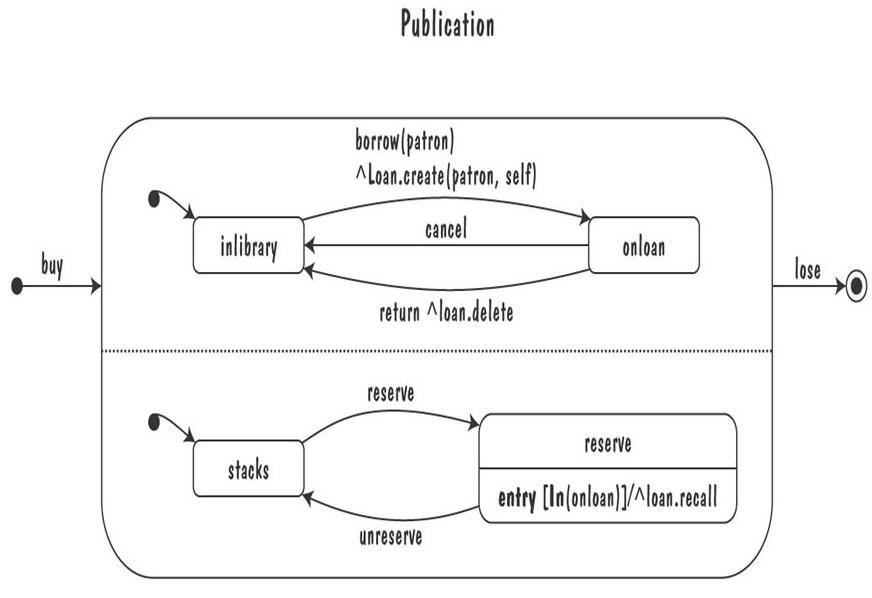 Publication
borrow(patron)
^Loan.create(patron, self)
inlibrary
cancel
onloan
buy
lose
return ^loan.delete
reserve
stacks
reserve
entry [In(onloan)]/^loan.recall
unreserve